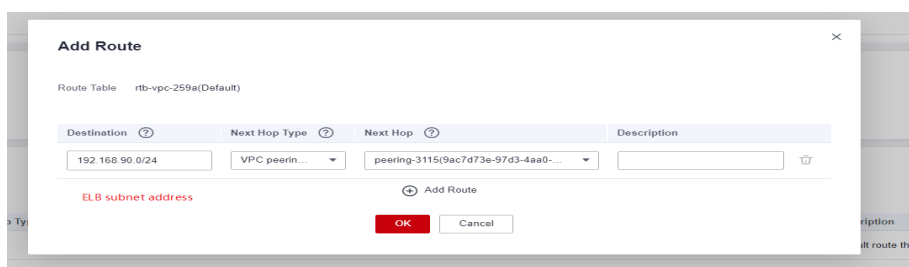 Add Route
×
Route Table rtb-vpc-259a(Default)
Destination ? Next Hop Type ? Next Hop ? Description
192.168.90.0/24 VPC peerin... peering-3115(9ac7d73e-97d3-4aa0-...
+ Add Route
ELB subnet address
OK Cancel
p Ty ription
ult route th